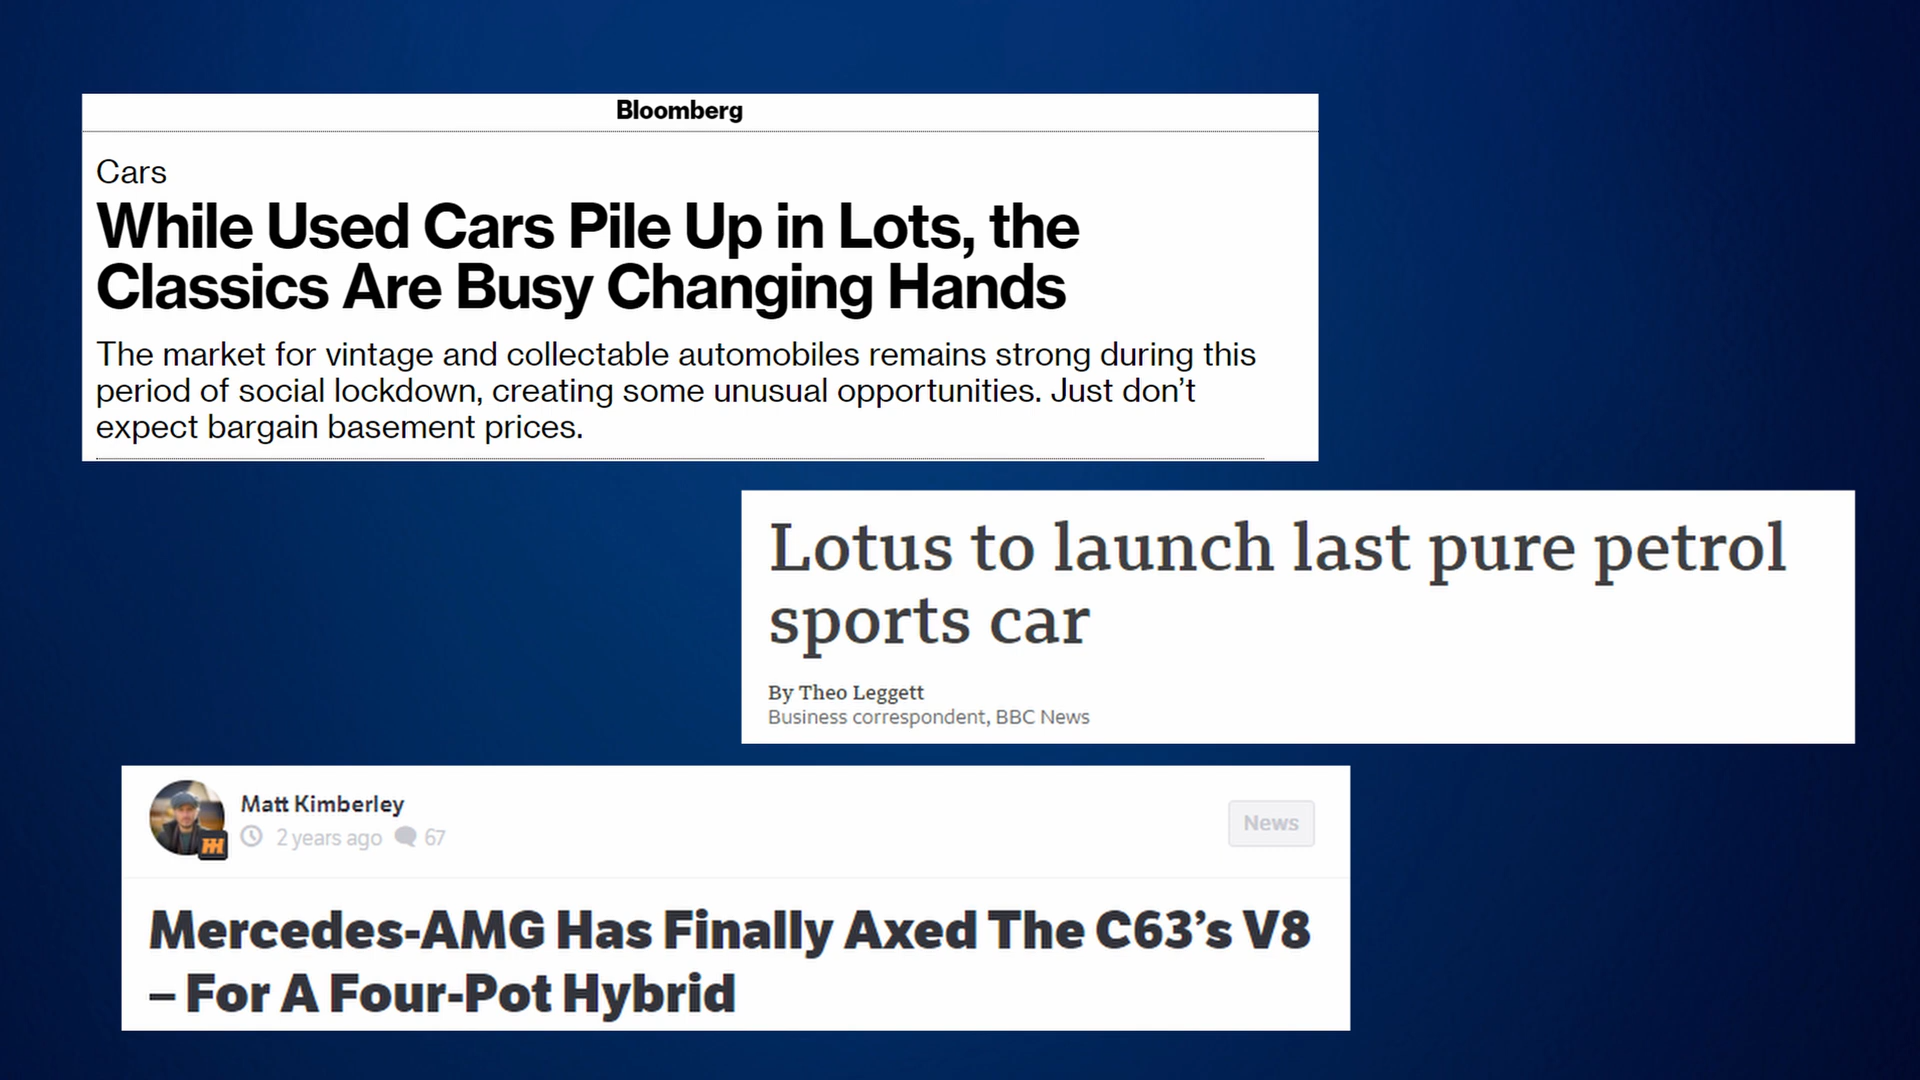 Bloomberg
Cars
While Used Cars Pile Up in Lots, the
Classics Are Busy Changing Hands
The market for vintage and collectable automobiles remains strong during this
period of social lockdown, creating some unusual opportunities. Just don’t
expect bargain basement prices.
Lotus to launch last pure petrol
sports car
By Theo Leggett
Business correspondent, BBC News
Matt Kimberley
2 years ago 67
News
Mercedes-AMG Has Finally Axed The C63’s V8
– For A Four-Pot Hybrid